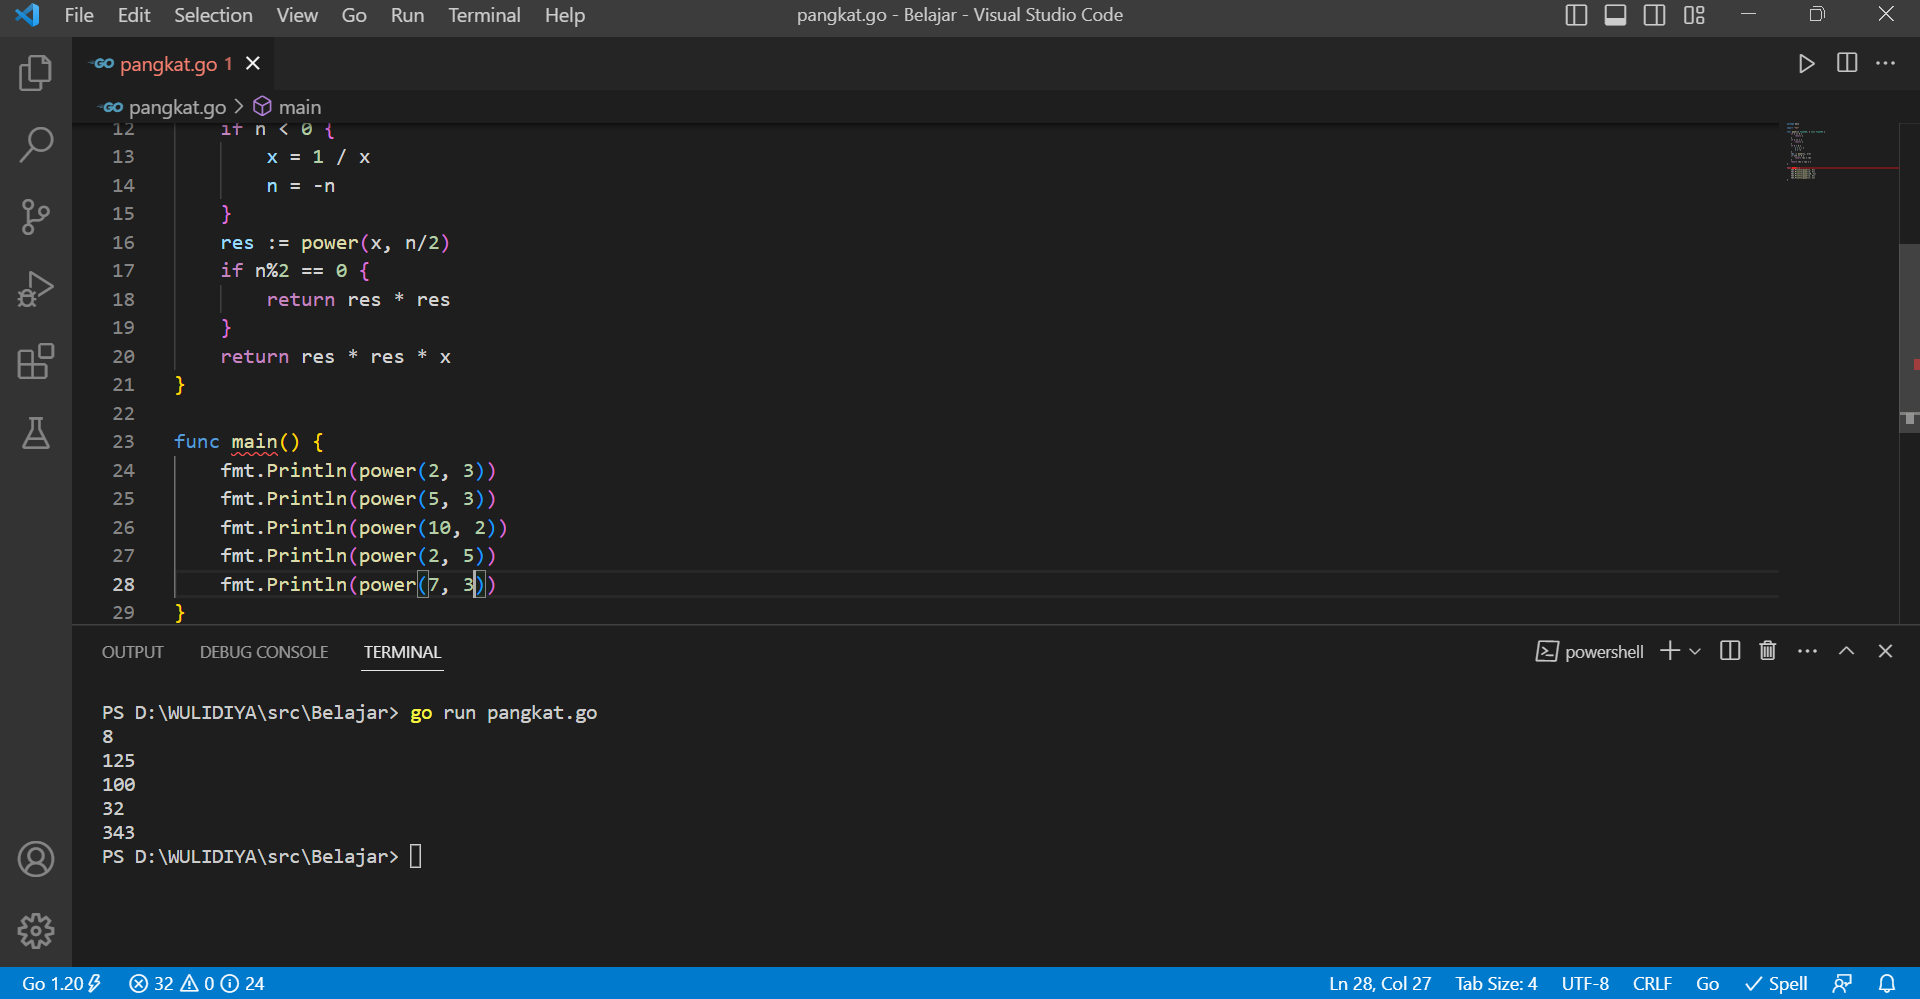 File Edit Selection View Go Run Terminal Help pangkat.go - Belajar - Visual Studio Code
GO pangkat.go 1
GO pangkat.go > main
12 if n < 0 {
13 x = 1 / x
14 n = -n
15 }
16 res := power(x, n/2)
17 if n%2 == 0 {
18 return res * res
19 }
20 return res * res * x
21 }
22
23 func main() {
24 fmt.Println(power(2, 3))
25 fmt.Println(power(5, 3))
26 fmt.Println(power(10, 2))
27 fmt.Println(power(2, 5))
28 fmt.Println(power(7, 3))
29 }
OUTPUT DEBUG CONSOLE TERMINAL powershell
PS D:\WULIDIYA\src\Belajar> go run pangkat.go
8
125
100
32
343
PS D:\WULIDIYA\src\Belajar>
Go 1.20 32 0 24 Ln 28, Col 27 Tab Size: 4 UTF-8 CRLF Go Spell